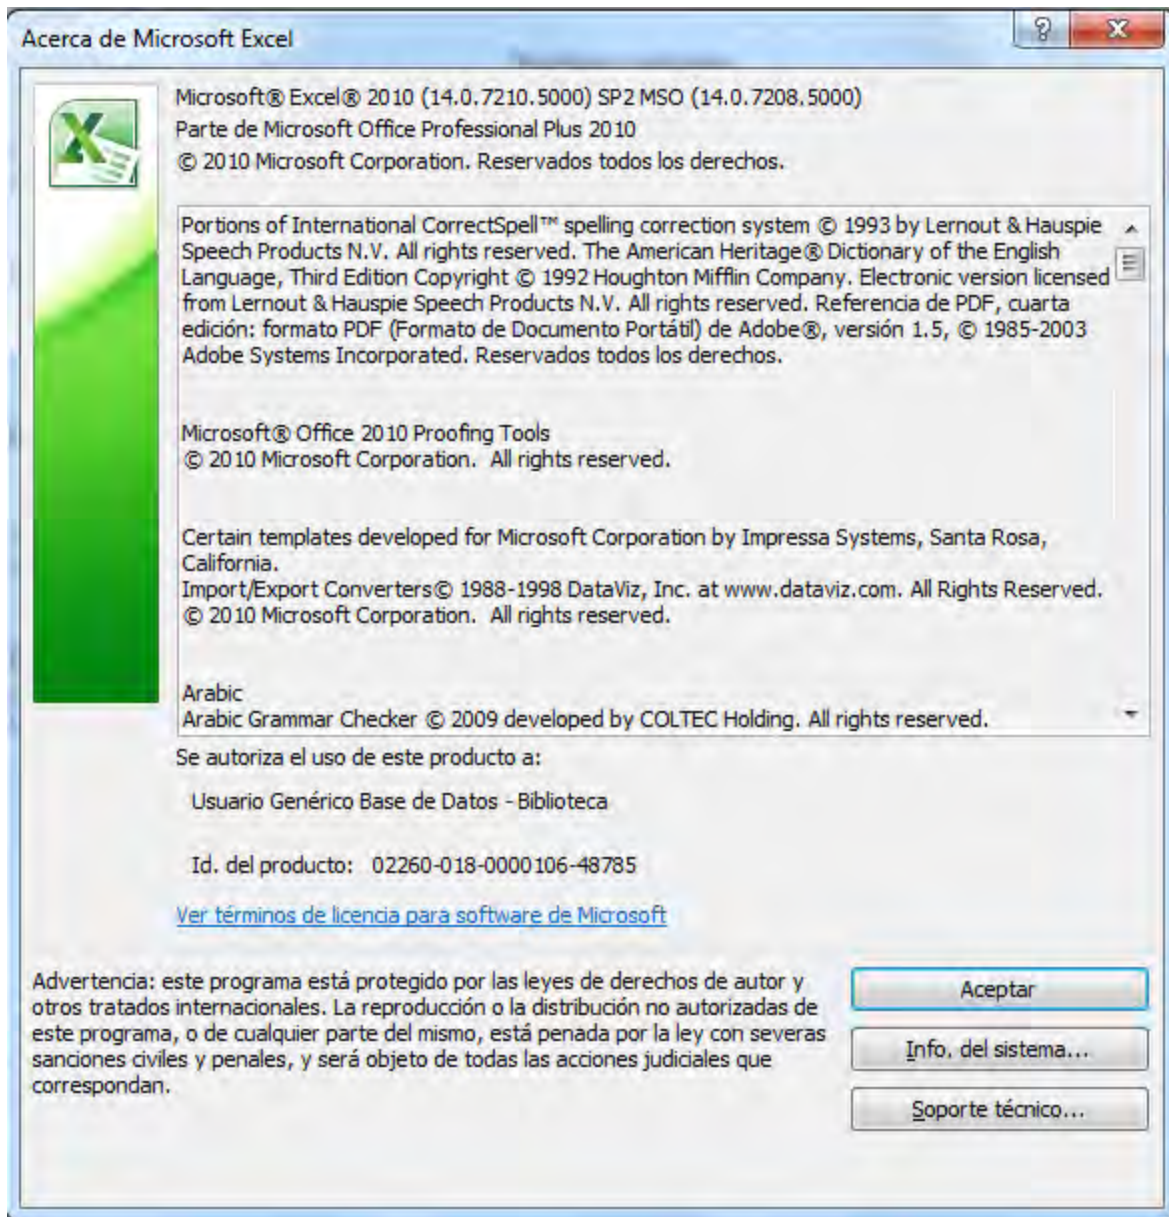 Acerca de Microsoft Excel
Microsoft® Excel® 2010 (14.0.7210.5000) SP2 MSO (14.0.7208.5000)
Parte de Microsoft Office Professional Plus 2010
© 2010 Microsoft Corporation. Reservados todos los derechos.
Portions of International CorrectSpell™ spelling correction system © 1993 by Lernout & Hauspie
Speech Products N.V. All rights reserved. The American Heritage® Dictionary of the English
Language, Third Edition Copyright © 1992 Houghton Mifflin Company. Electronic version licensed
from Lernout & Hauspie Speech Products N.V. All rights reserved. Referencia de PDF, cuarta
edición: formato PDF (Formato de Documento Portátil) de Adobe®, versión 1.5, © 1985-2003
Adobe Systems Incorporated. Reservados todos los derechos.
Microsoft® Office 2010 Proofing Tools
© 2010 Microsoft Corporation.  All rights reserved.
Certain templates developed for Microsoft Corporation by Impressa Systems, Santa Rosa,
California.
Import/Export Converters© 1988-1998 DataViz, Inc. at www.dataviz.com. All Rights Reserved.
© 2010 Microsoft Corporation.  All rights reserved.
Arabic
Arabic Grammar Checker © 2009 developed by COLTEC Holding. All rights reserved.
Se autoriza el uso de este producto a:
Usuario Genérico Base de Datos - Biblioteca
Id. del producto: 02260-018-0000106-48785
Ver términos de licencia para software de Microsoft
Advertencia: este programa está protegido por las leyes de derechos de autor y
otros tratados internacionales. La reproducción o la distribución no autorizadas de
este programa, o de cualquier parte del mismo, está penada por la ley con severas
sanciones civiles y penales, y será objeto de todas las acciones judiciales que
correspondan.
Aceptar
Info. del sistema...
Soporte técnico...